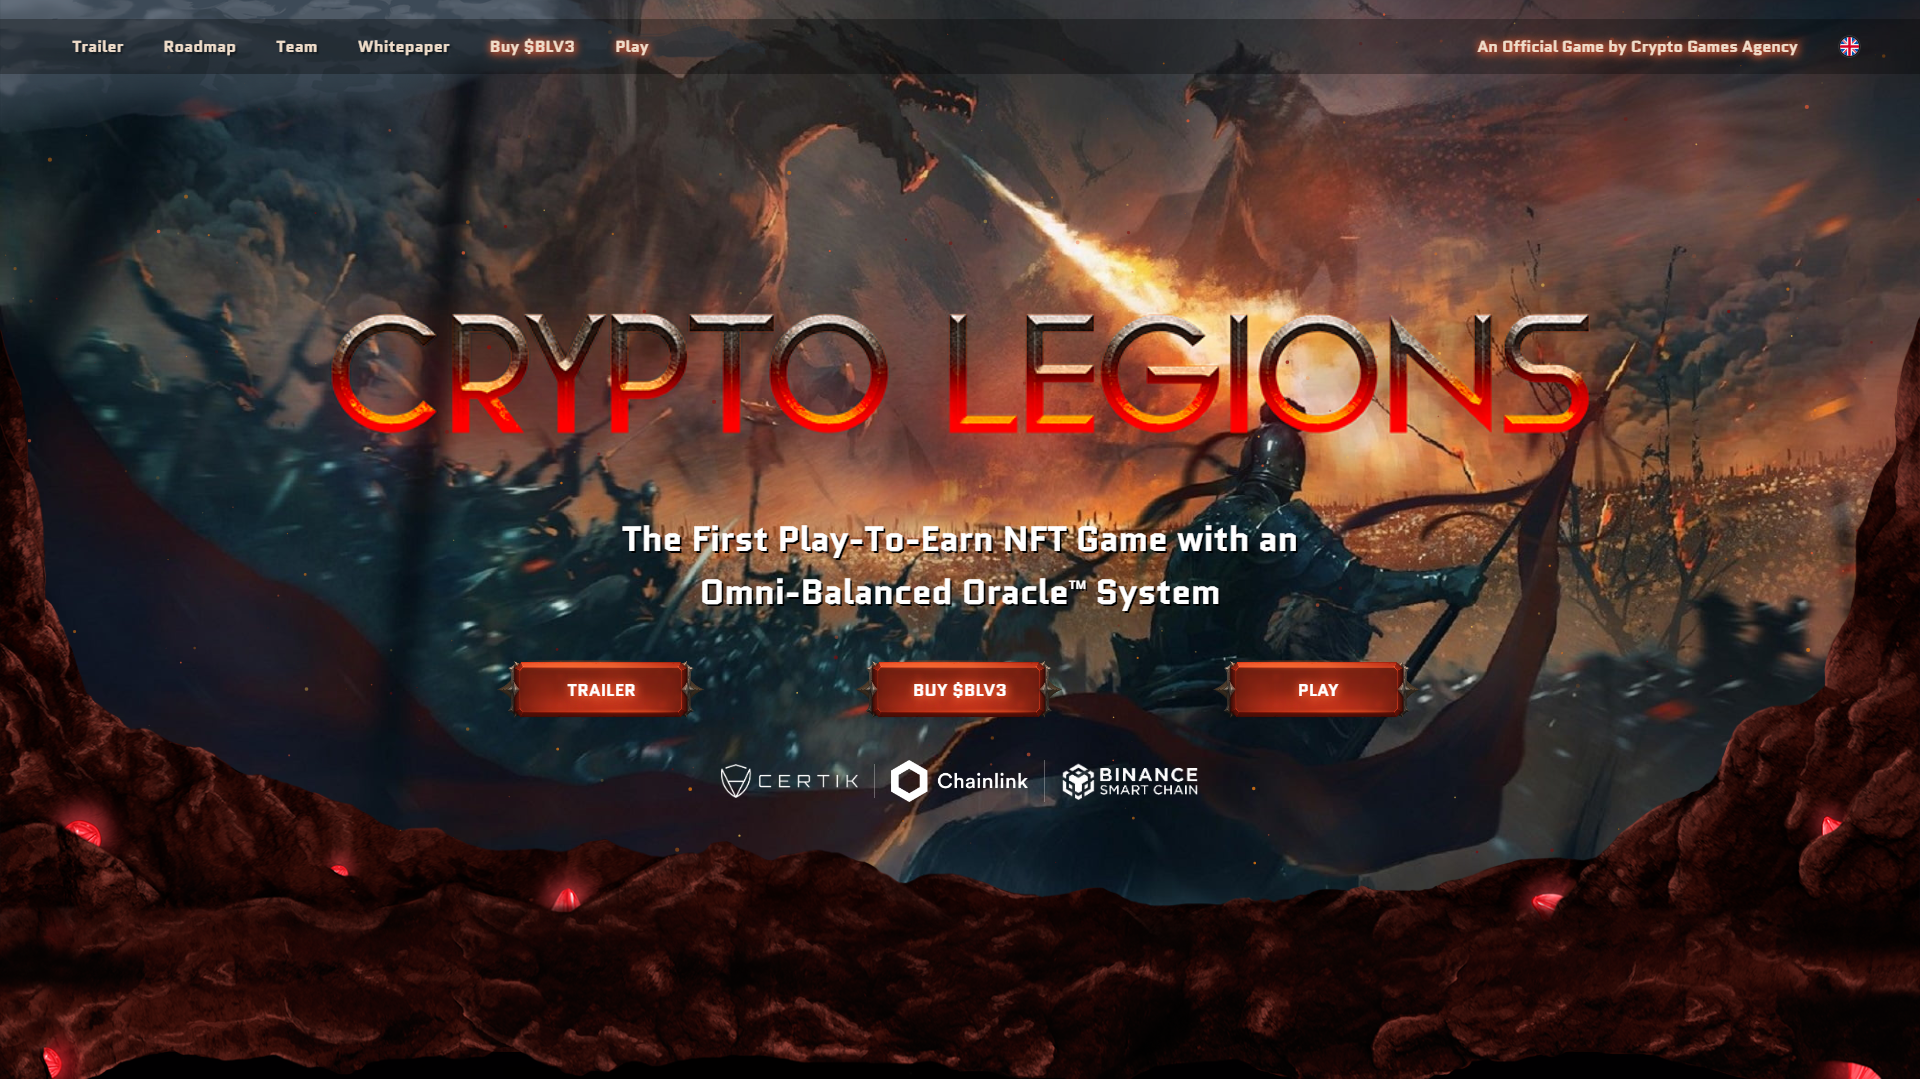 Trailer Roadmap Team Whitepaper Buy $BLV3 Play An Official Game by Crypto Games Agency
CRYPTO LEGIONS
The First Play-To-Earn NFT Game with an
Omni-Balanced Oracle™ System
TRAILER BUY $BLV3 PLAY
CERTIK Chainlink BINANCE
SMART CHAIN